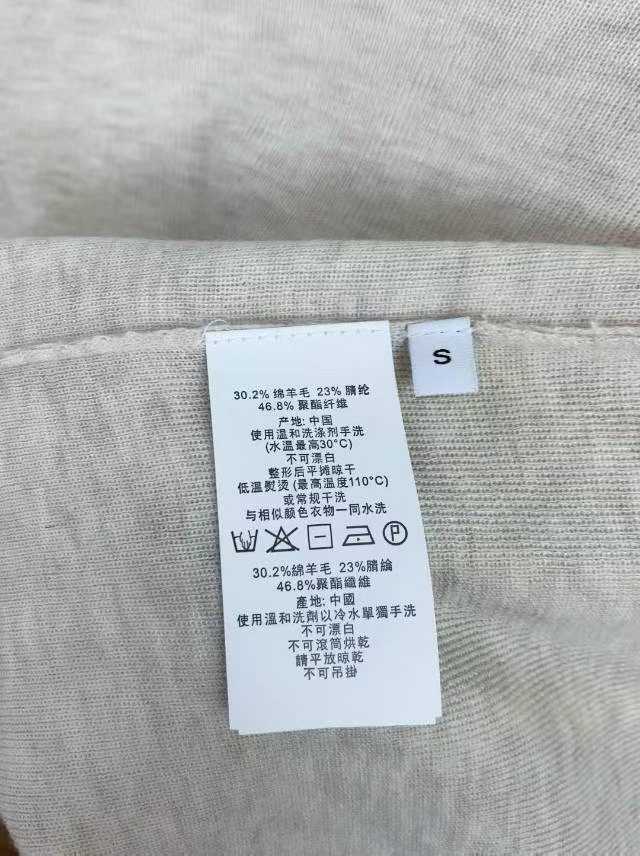 30.2% 绵羊毛 23% 腈纶
46.8% 聚酯纤维
产地: 中国
使用温和洗涤剂手洗
(水温最高30°C)
不可漂白
整形后平摊晾干
低溫熨烫 (最高温度110°C)
或常规干洗
与相似颜色衣物一同水洗
P
30.2%綿羊毛 23%腈綸
46.8%聚酯纖維
產地: 中國
使用溫和洗劑以冷水單獨手洗
不可漂白
不可滾筒烘乾
請平放晾乾
不可吊掛
S